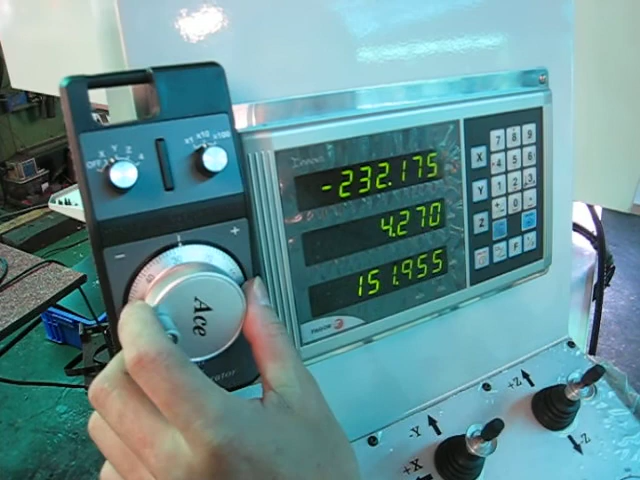 OFF X Y Z 4
X1 X10 X100
- +
Ace
Innova
-232.175
4.270
151.955
FAGOR
X 7 8 9
Y 4 5 6
Z 1 2 3
0
F
+Z
-Z
-X
+X